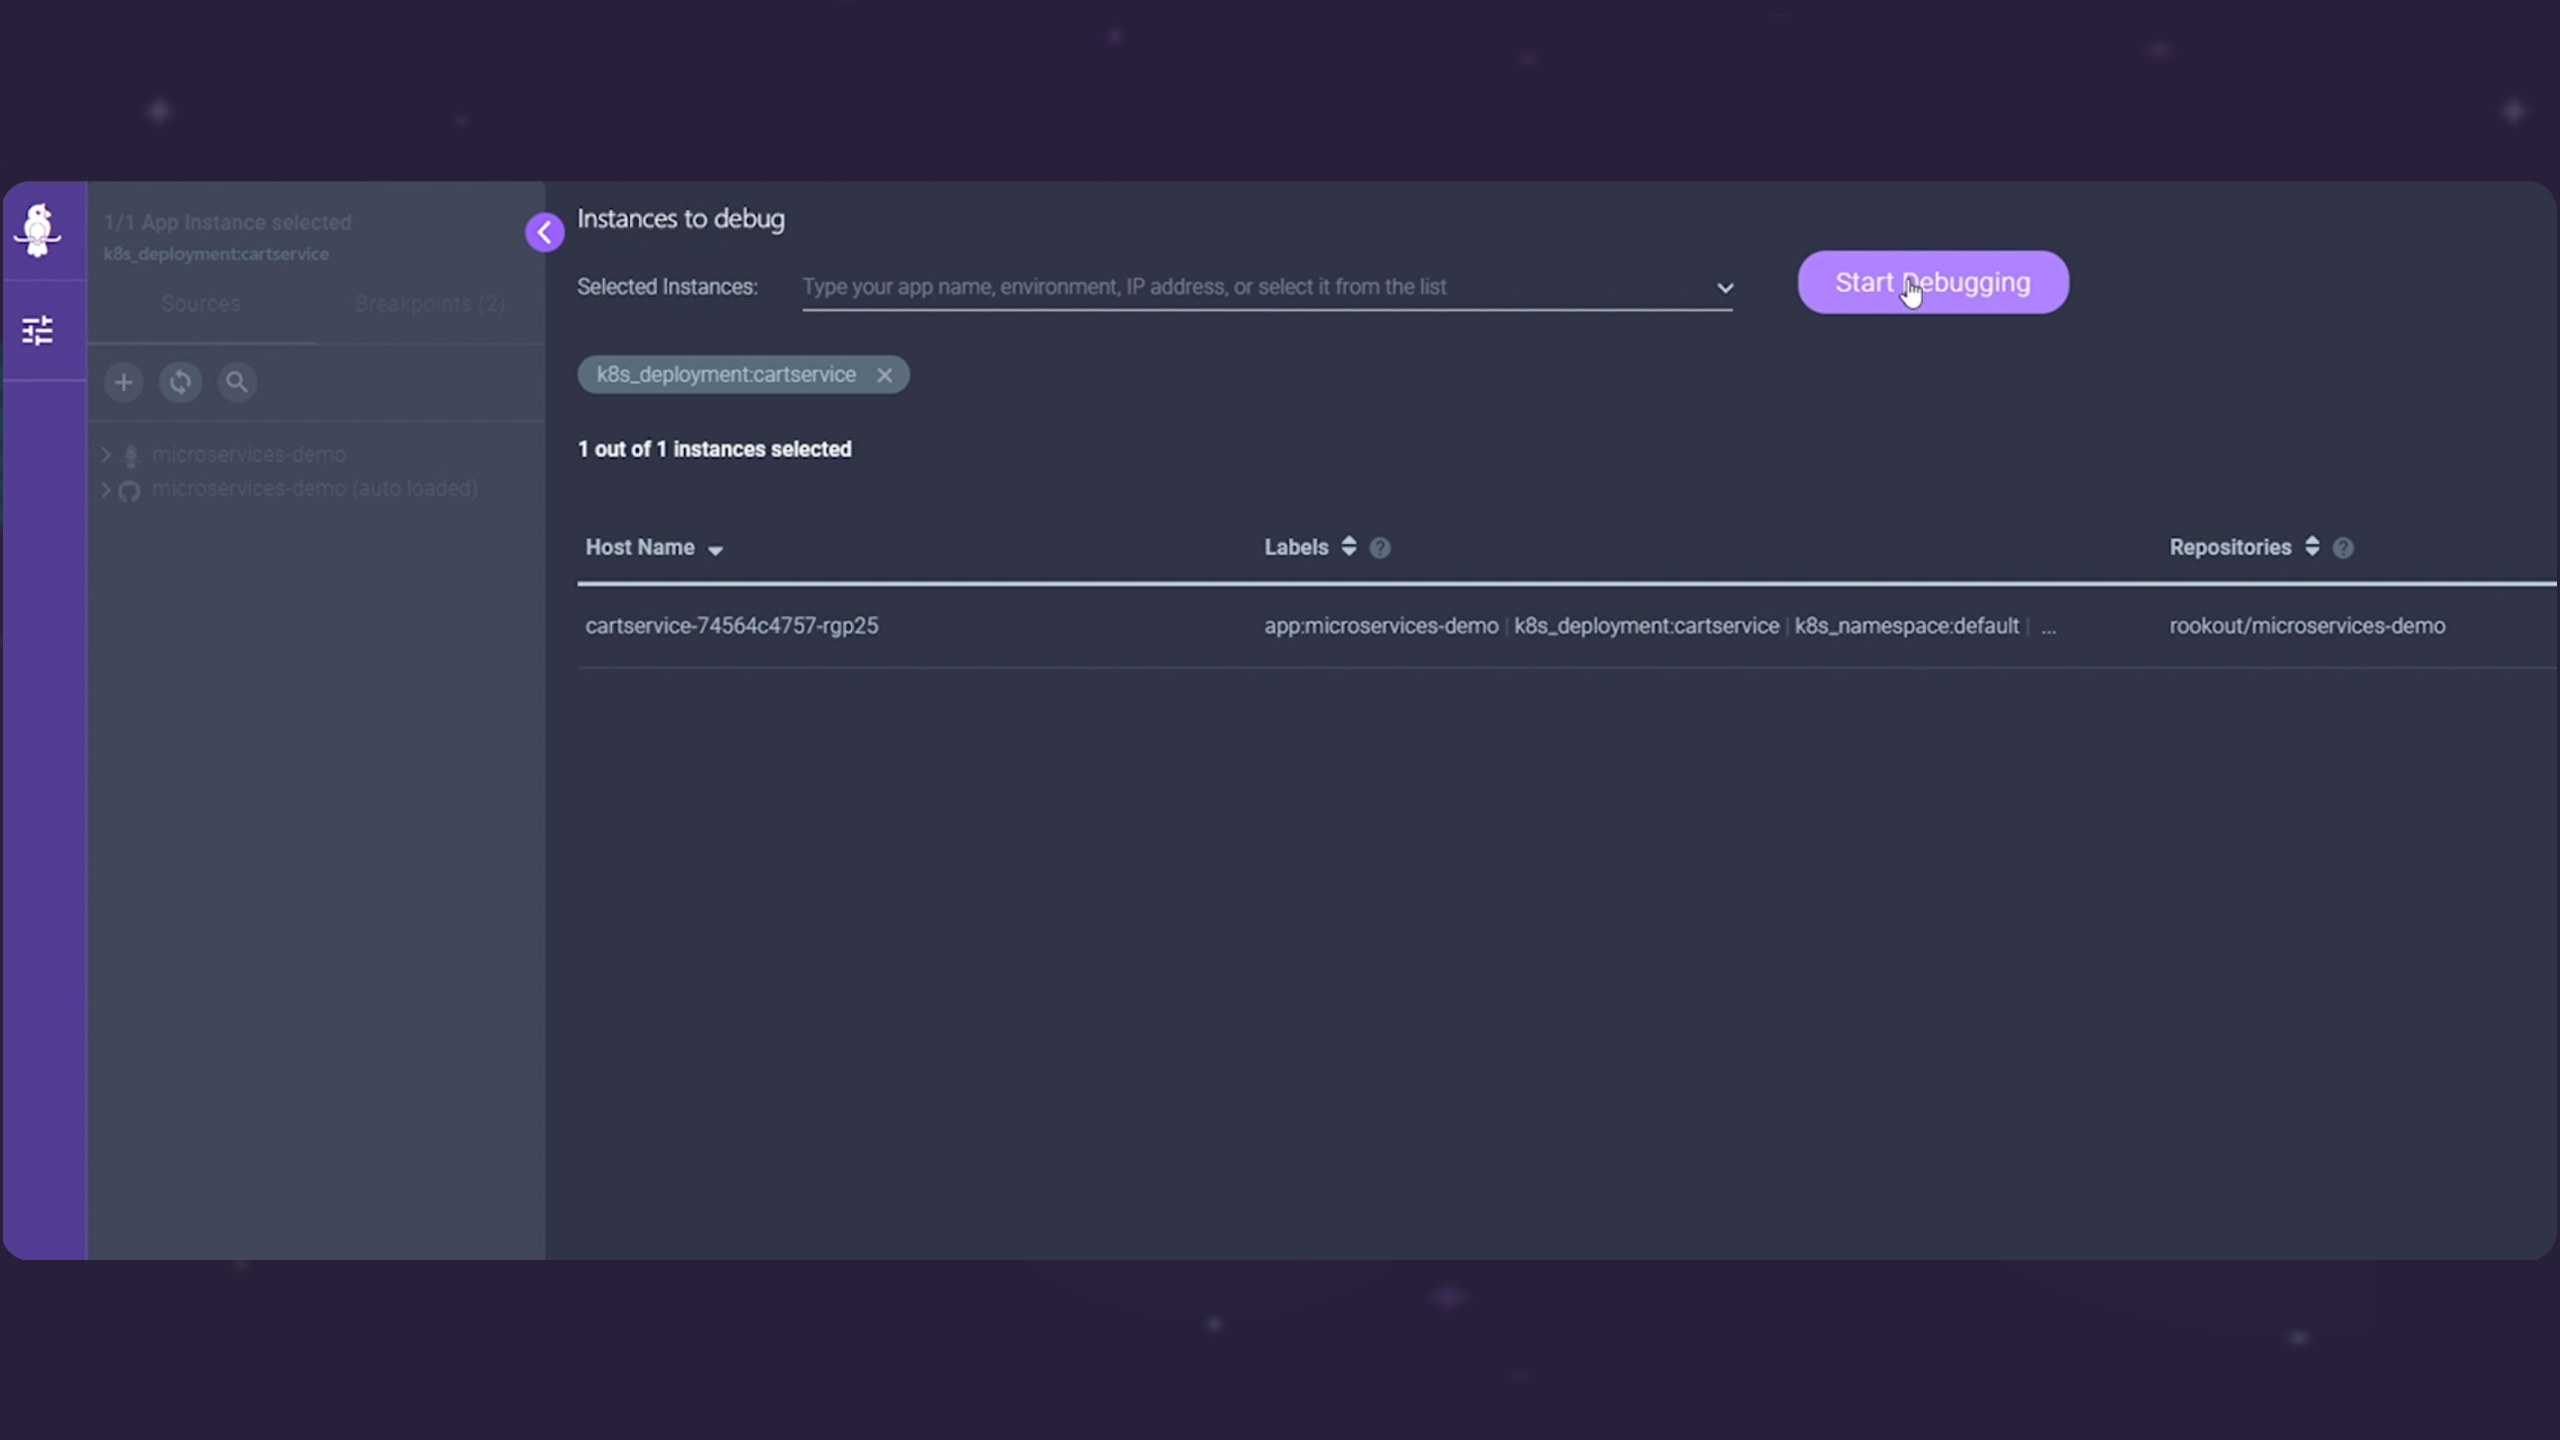 1/1 App Instance selected
k8s_deployment:cartservice
Sources
Breakpoints (2)
microservices-demo
microservices-demo (auto loaded)
Instances to debug
Selected Instances:
Type your app name, environment, IP address, or select it from the list
Start Debugging
k8s_deployment:cartservice
1 out of 1 instances selected
Host Name Labels Repositories
cartservice-74564c4757-rgp25 app:microservices-demo | k8s_deployment:cartservice | k8s_namespace:default | ... rookout/microservices-demo